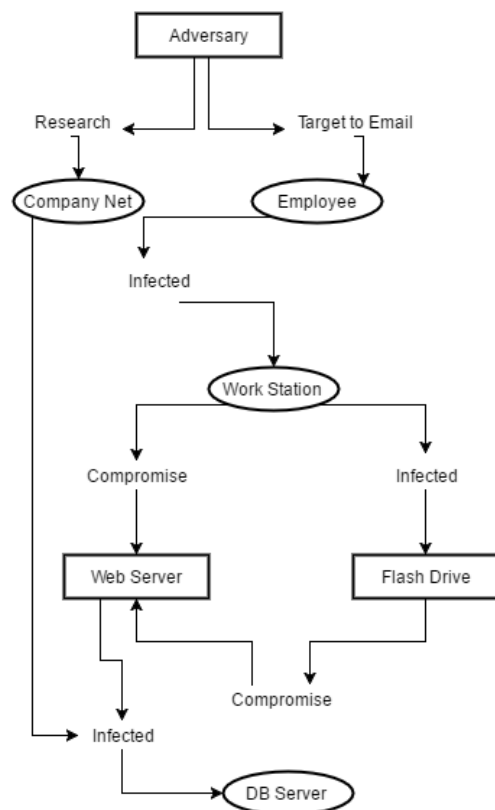 Adversary
Research
Target to Email
Company Net
Employee
Infected
Work Station
Compromise
Infected
Web Server
Flash Drive
Compromise
Infected
DB Server